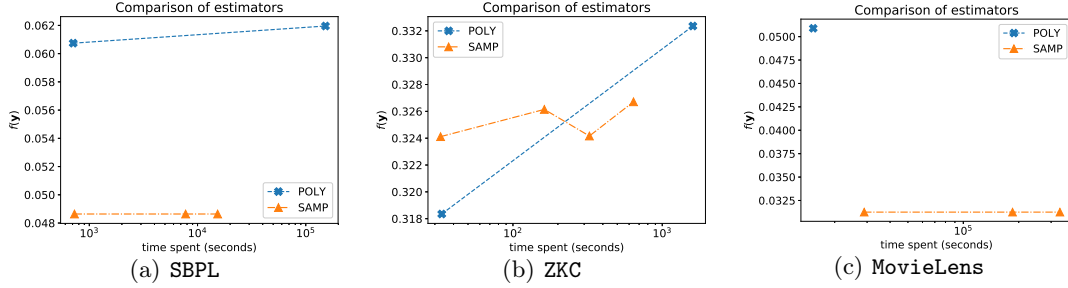 Comparison of estimators
0.062
0.060
0.058
0.056
0.054
0.052
0.050
0.048
f(y)
POLY
SAMP
10³
10⁴
10⁵
time spent (seconds)
(a) SBPL
Comparison of estimators
0.332
0.330
0.328
0.326
0.324
0.322
0.320
0.318
f(y)
POLY
SAMP
10²
10³
time spent (seconds)
(b) ZKC
Comparison of estimators
0.0500
0.0475
0.0450
0.0425
0.0400
0.0375
0.0350
0.0325
f(y)
POLY
SAMP
10⁵
time spent (seconds)
(c) MovieLens